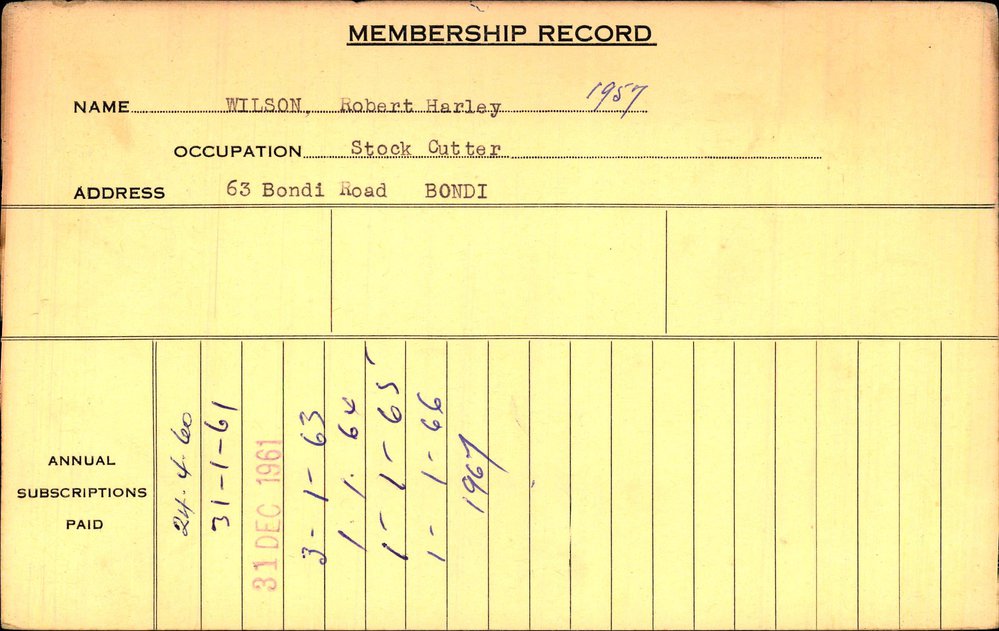 MEMBERSHIP RECORD
NAME WILSON, Robert Harley 1957
OCCUPATION Stock Cutter
ADDRESS 63 Bondi Road BONDI
ANNUAL
SUBSCRIPTIONS
PAID
24.4.60
31-1-61
31 DEC 1961
3-1-63
1.1.64
1-1-65
1-1-66
1967